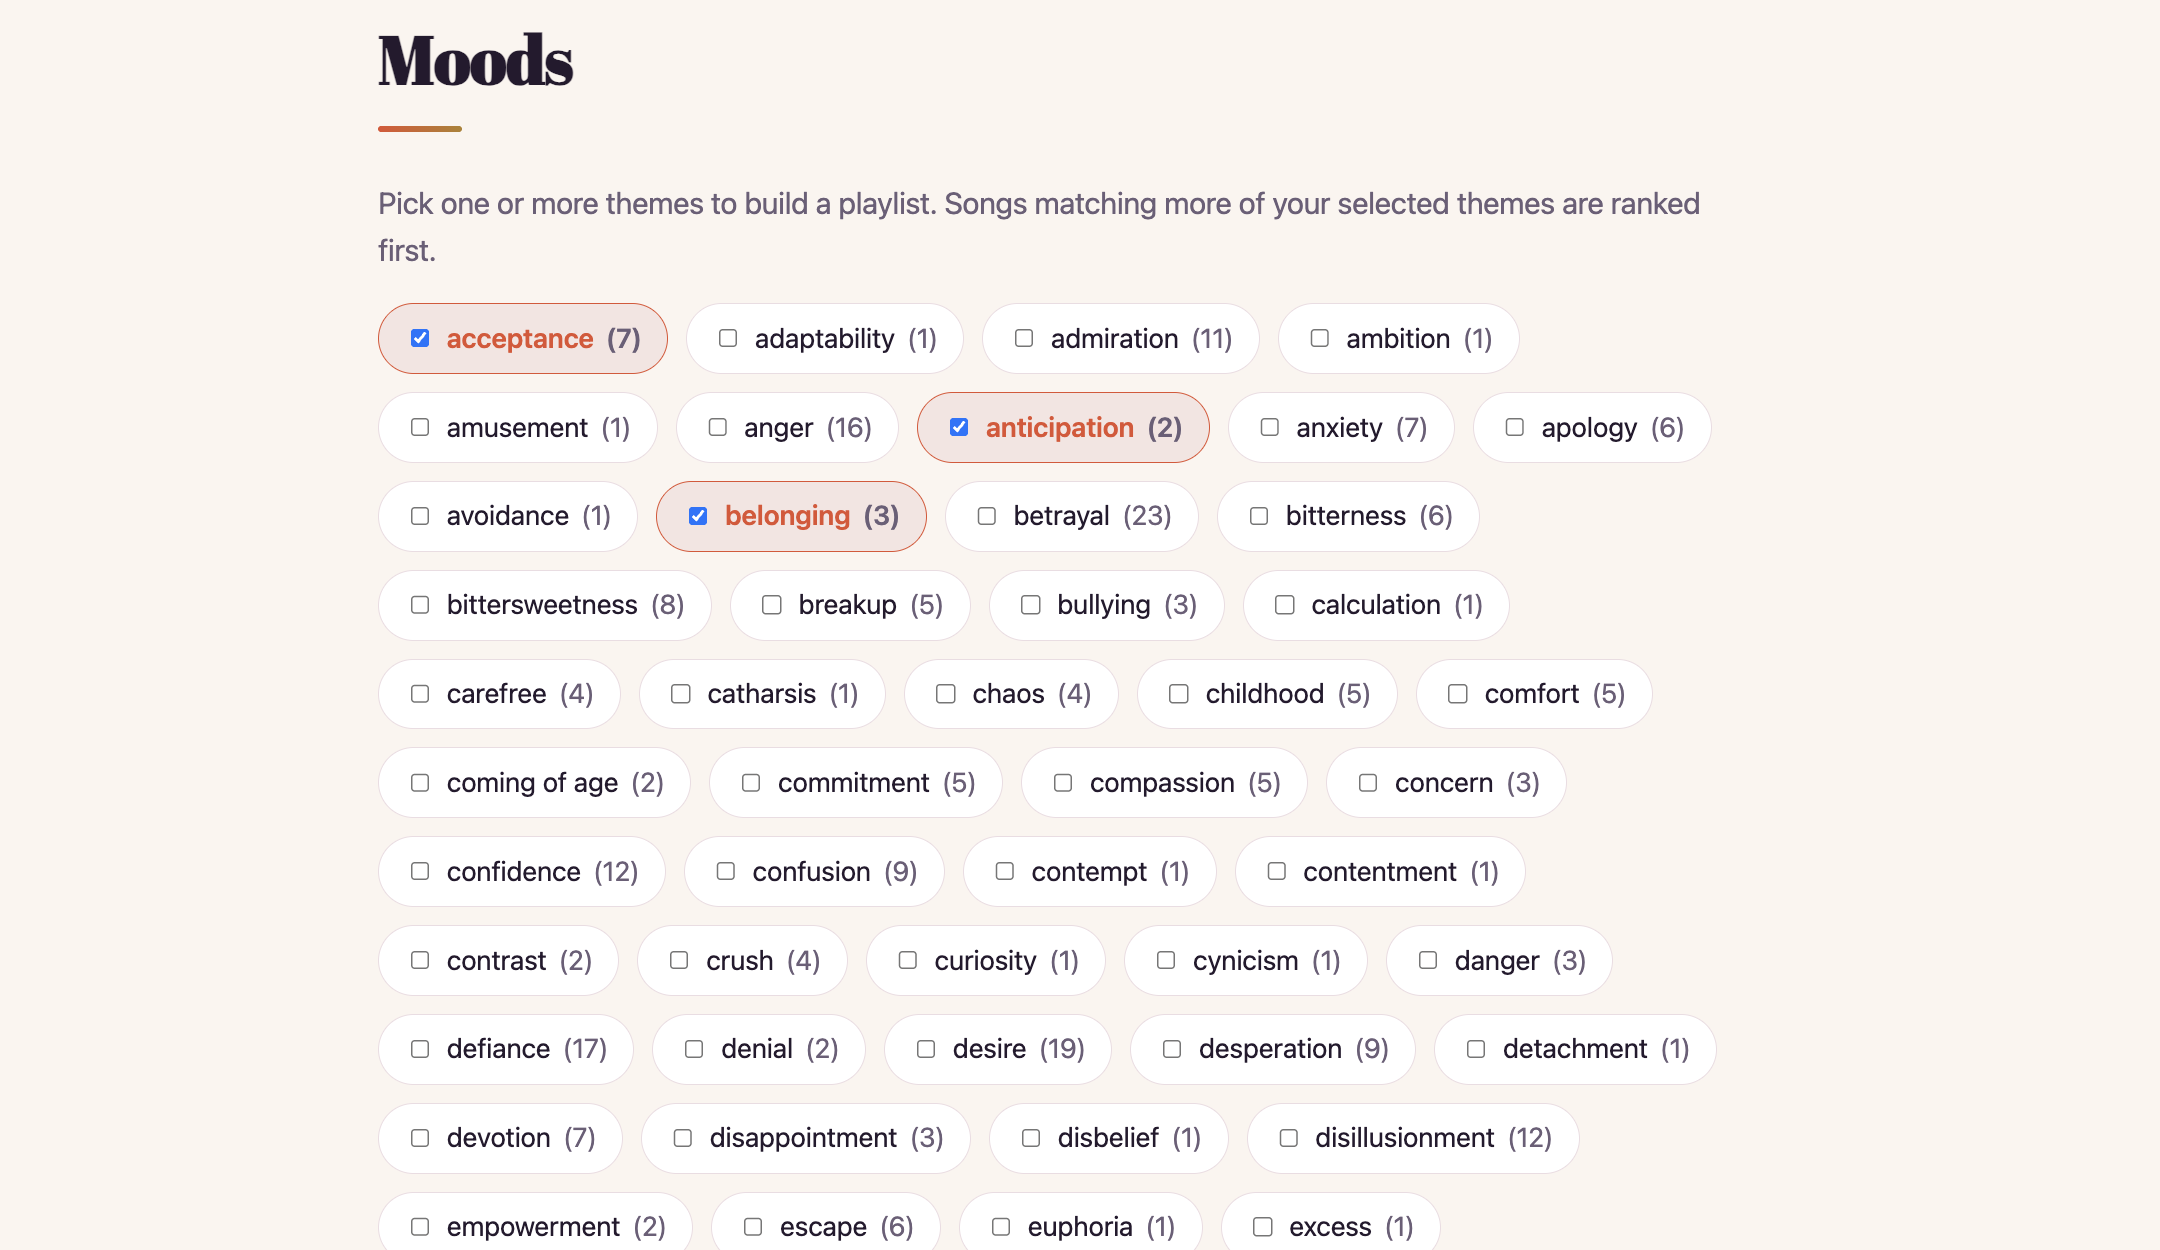 Moods
Pick one or more themes to build a playlist. Songs matching more of your selected themes are ranked
first.
acceptance (7) adaptability (1) admiration (11) ambition (1)
amusement (1) anger (16) anticipation (2) anxiety (7) apology (6)
avoidance (1) belonging (3) betrayal (23) bitterness (6)
bittersweetness (8) breakup (5) bullying (3) calculation (1)
carefree (4) catharsis (1) chaos (4) childhood (5) comfort (5)
coming of age (2) commitment (5) compassion (5) concern (3)
confidence (12) confusion (9) contempt (1) contentment (1)
contrast (2) crush (4) curiosity (1) cynicism (1) danger (3)
defiance (17) denial (2) desire (19) desperation (9) detachment (1)
devotion (7) disappointment (3) disbelief (1) disillusionment (12)
empowerment (2) escape (6) euphoria (1) excess (1)